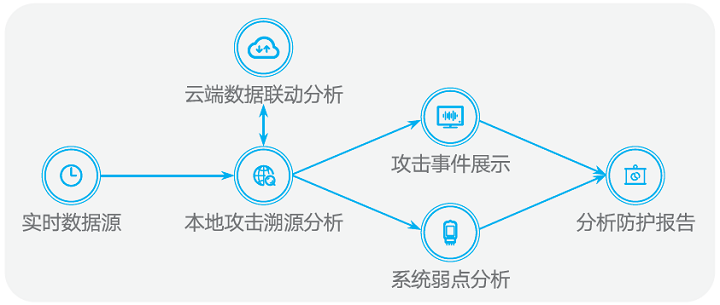 云端数据联动分析
攻击事件展示
实时数据源
本地攻击溯源分析
分析防护报告
系统弱点分析